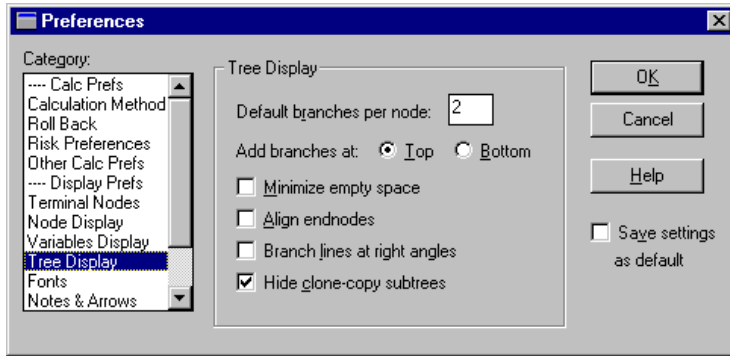 Preferences
Category:
---- Calc Prefs
Calculation Method
Roll Back
Risk Preferences
Other Calc Prefs
---- Display Prefs
Terminal Nodes
Node Display
Variables Display
Tree Display
Fonts
Notes & Arrows
Tree Display
Default branches per node: 2
Add branches at: Top Bottom
Minimize empty space
Align endnodes
Branch lines at right angles
Hide clone-copy subtrees
OK
Cancel
Help
Save settings
as default